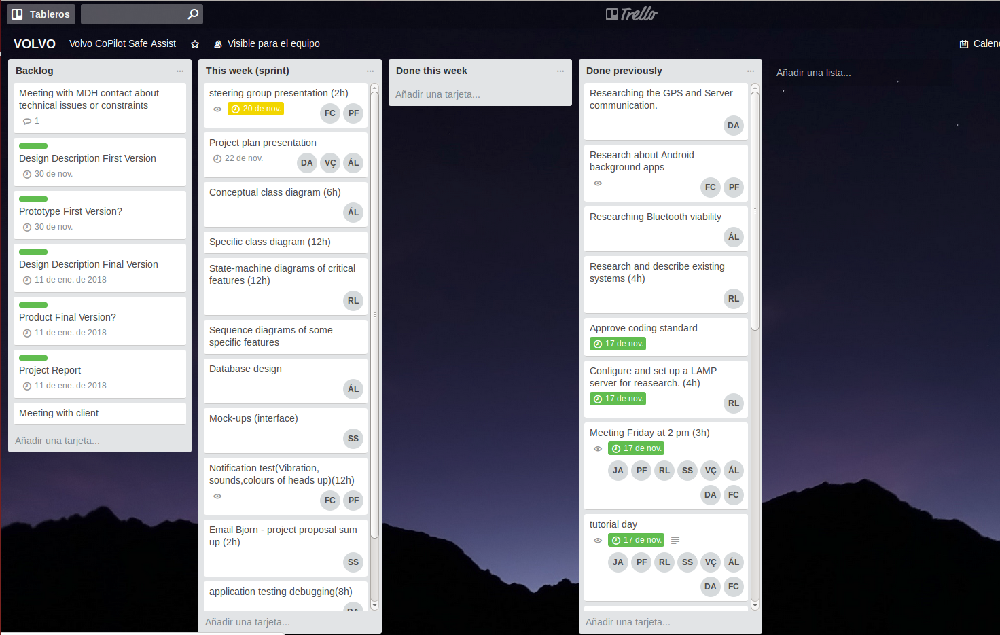 Tableros
Trello
VOLVO
Volvo CoPilot Safe Assist
Visible para el equipo
Backlog
Meeting with MDH contact about
technical issues or constraints
1
Design Description First Version
30 de nov.
Prototype First Version?
30 de nov.
Design Description Final Version
11 de ene. de 2018
Product Final Version?
11 de ene. de 2018
Project Report
11 de ene. de 2018
Meeting with client
Añadir una tarjeta...
This week (sprint)
steering group presentation (2h)
20 de nov.
FC PF
Project plan presentation
22 de nov.
DA VÇ ÁL
Conceptual class diagram (6h)
ÁL
Specific class diagram (12h)
State-machine diagrams of critical
features (12h)
RL
Sequence diagrams of some
specific features
Database design
ÁL
Mock-ups (interface)
SS
Notification test(Vibration,
sounds,colours of heads up)(12h)
FC PF
Email Bjorn - project proposal sum
up (2h)
SS
application testing debugging(8h)
DA
Añadir una tarjeta...
Done this week
Añadir una tarjeta...
Done previously
Researching the GPS and Server
communication.
DA
Research about Android
background apps
FC PF
Researching Bluetooth viability
ÁL
Research and describe existing
systems (4h)
RL
Approve coding standard
17 de nov.
Configure and set up a LAMP
server for reasearch. (4h)
17 de nov.
RL
Meeting Friday at 2 pm (3h)
17 de nov.
JA PF RL SS VÇ ÁL
DA FC
tutorial day
17 de nov.
JA PF RL SS VÇ ÁL
DA FC
Añadir una tarjeta...
Añadir una lista...
Calen